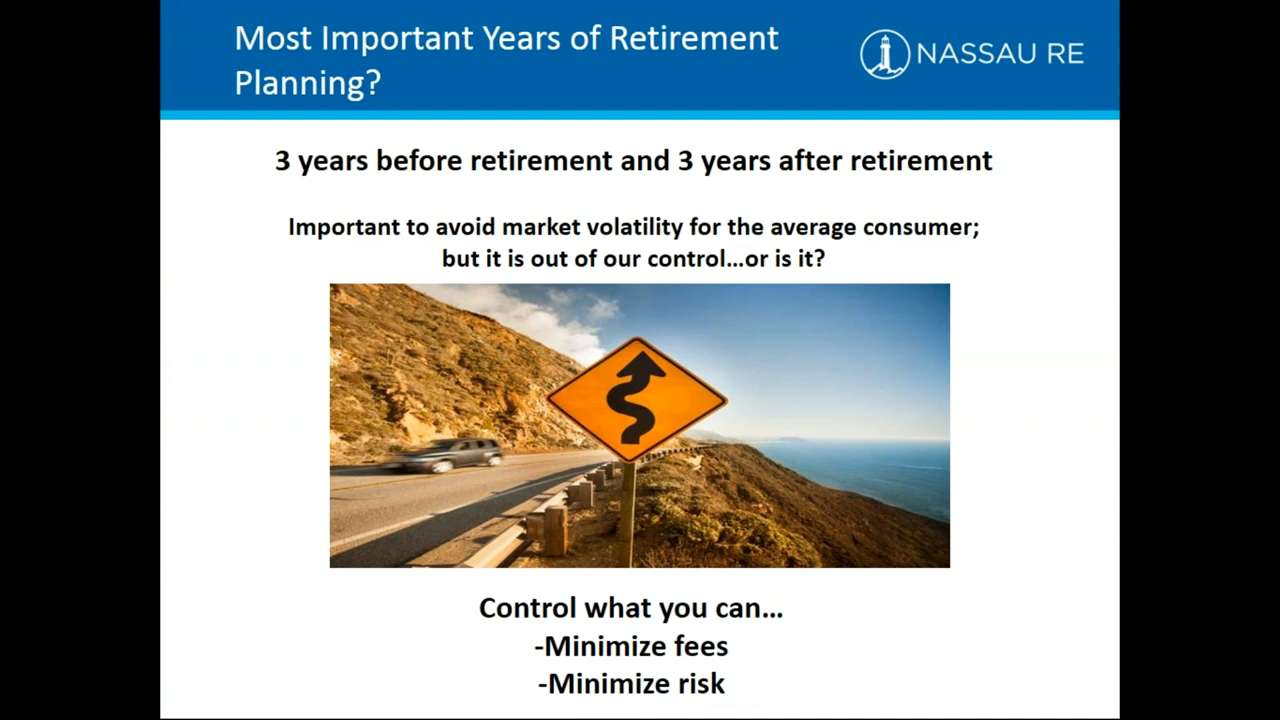 Most Important Years of Retirement
Planning?
NASSAU RE
3 years before retirement and 3 years after retirement
Important to avoid market volatility for the average consumer;
but it is out of our control...or is it?
Control what you can...
-Minimize fees
-Minimize risk